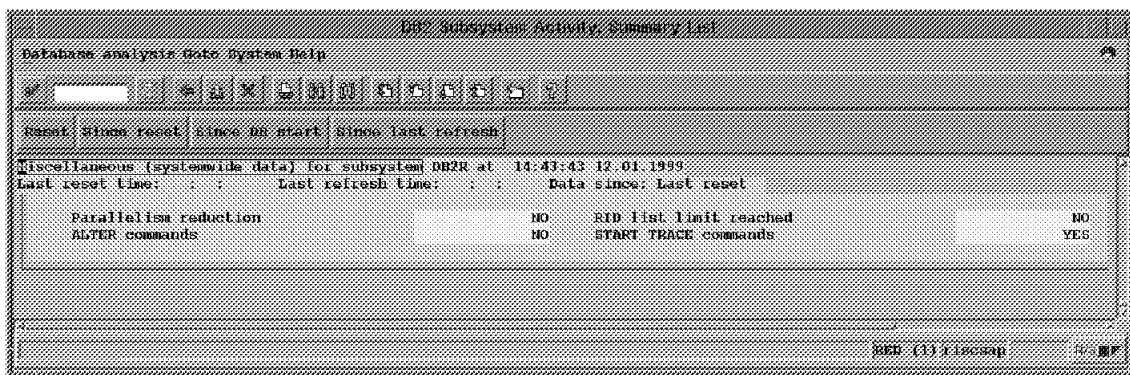 DB2 Subsystem Activity, Summary List
Database analysis Goto System Help
Reset Since reset Since DB start Since last refresh
Miscellaneous (systemwide data) for subsystem DB2R at 14:43:43 12.01.1999
Last reset time: : : Last refresh time: : : Data since: Last reset
Parallelism reduction NO RID list limit reached NO
ALTER commands NO START TRACE commands YES
RED (1) riscsap